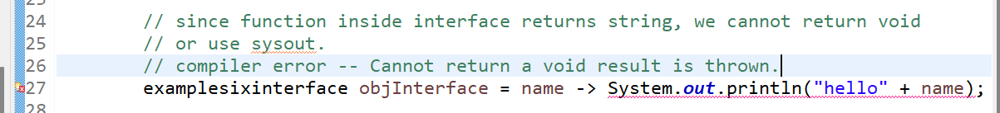 24 // since function inside interface returns string, we cannot return void
25 // or use sysout.
26 // compiler error -- Cannot return a void result is thrown.
27 examplesixinterface objInterface = name -> System.out.println("hello" + name);
28